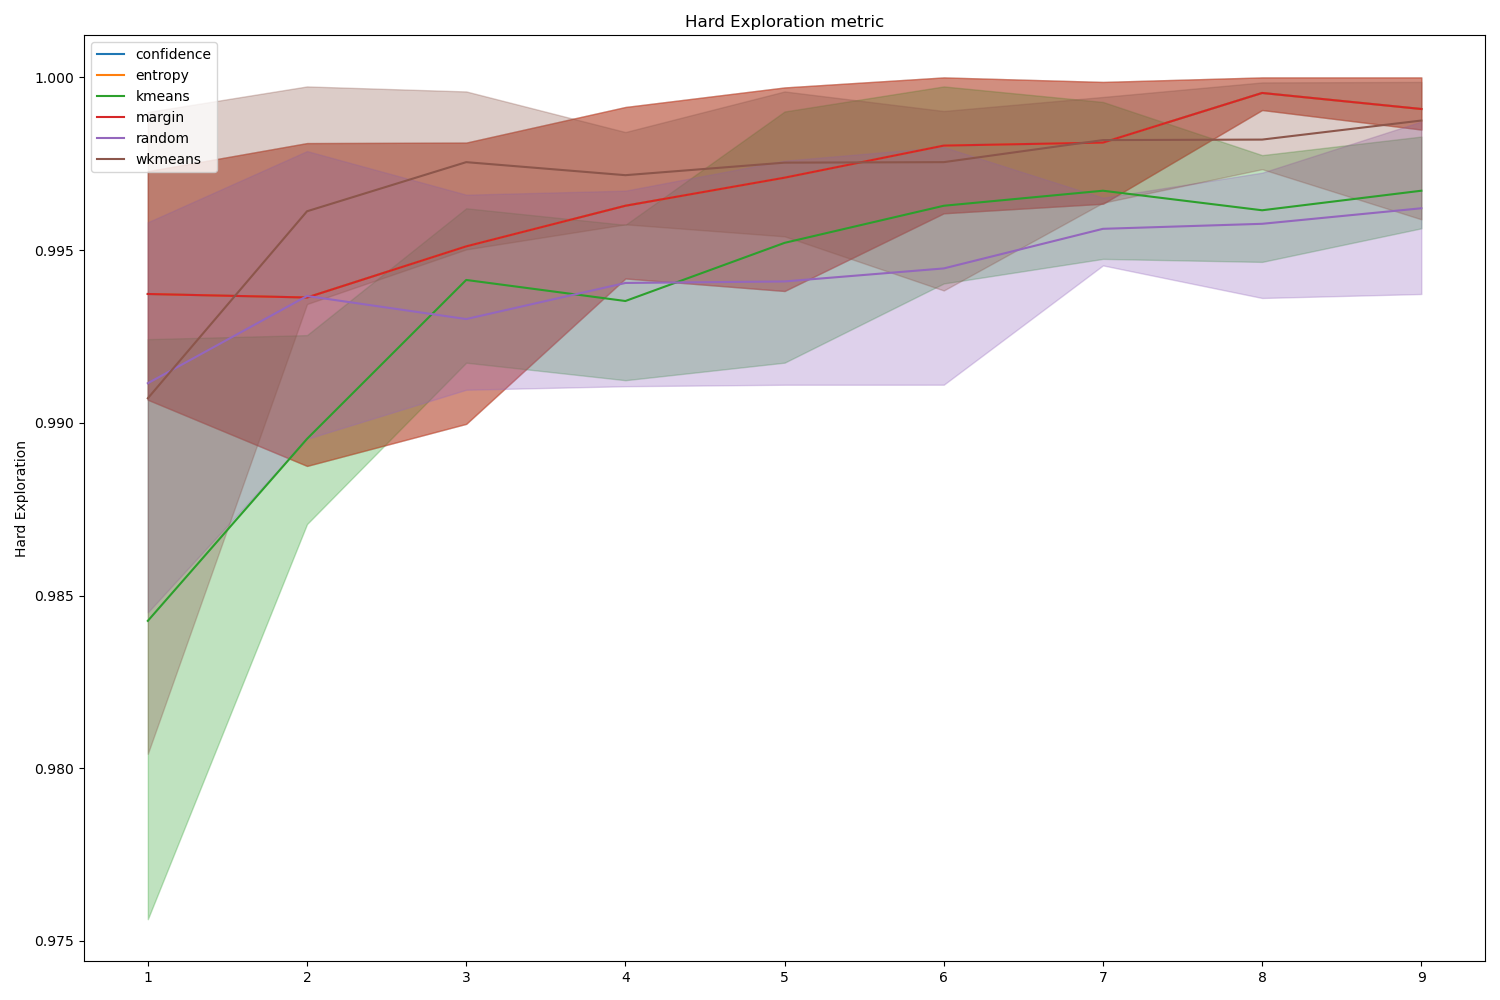 Hard Exploration metric
confidence
entropy
kmeans
margin
random
wkmeans
Hard Exploration
1.000
0.995
0.990
0.985
0.980
0.975
1 2 3 4 5 6 7 8 9